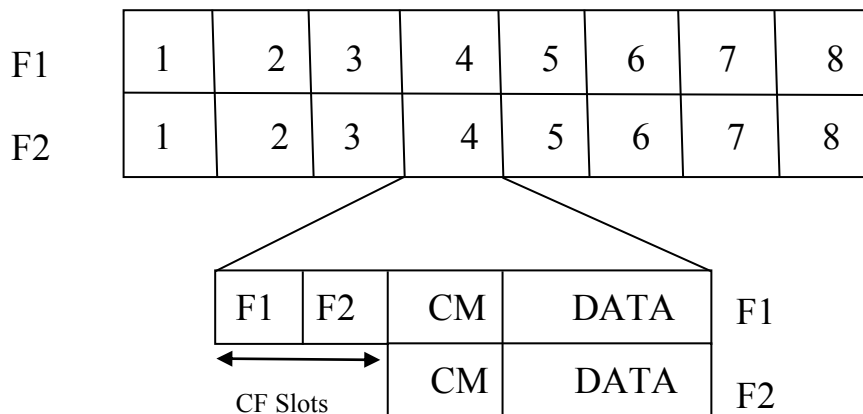 F1 1 2 3 4 5 6 7 8
F2 1 2 3 4 5 6 7 8
F1 F2 CM DATA F1
CM DATA F2
CF Slots